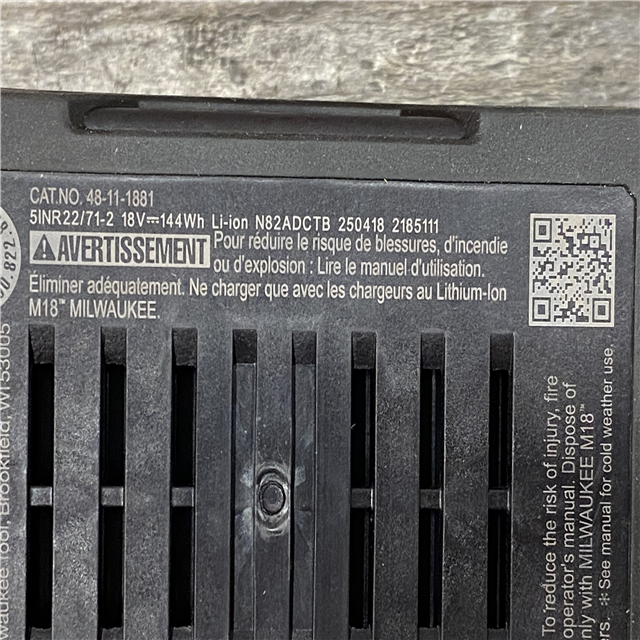 CAT.NO. 48-11-1881
5INR22/71-2 18V⎓144Wh Li-ion N82ADCTB 250418 2185111
AVERTISSEMENT Pour réduire le risque de blessures, d'incendie
ou d'explosion : Lire le manuel d'utilisation.
Éliminer adéquatement. Ne charger que avec les chargeurs au Lithium-Ion
M18™ MILWAUKEE.
To reduce the risk of injury, fire
operator's manual. Dispose of
with MILWAUKEE M18™
See manual for cold weather use,
Tool, Brookfield, WI 53005
822